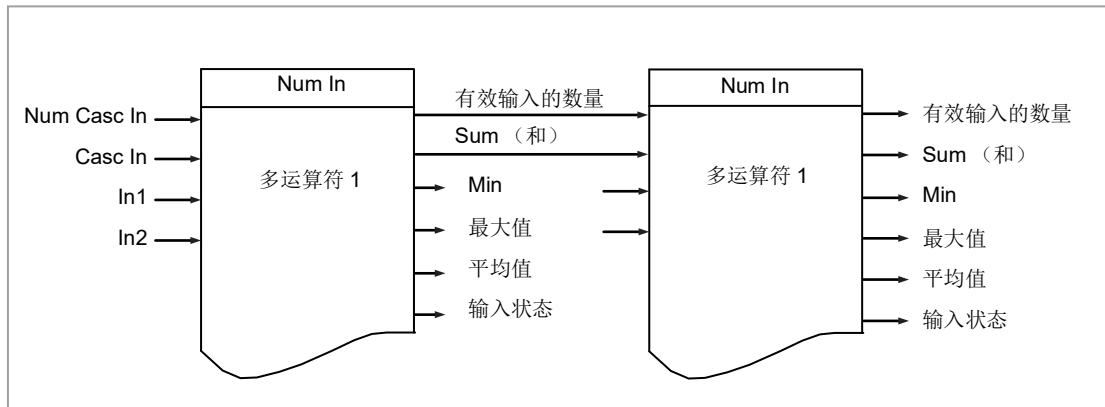 Num In
Num Casc In
Casc In
In1
In2
多运算符 1
有效输入的数量
Sum （和）
Min
最大值
平均值
输入状态
Num In
多运算符 1
有效输入的数量
Sum （和）
Min
最大值
平均值
输入状态